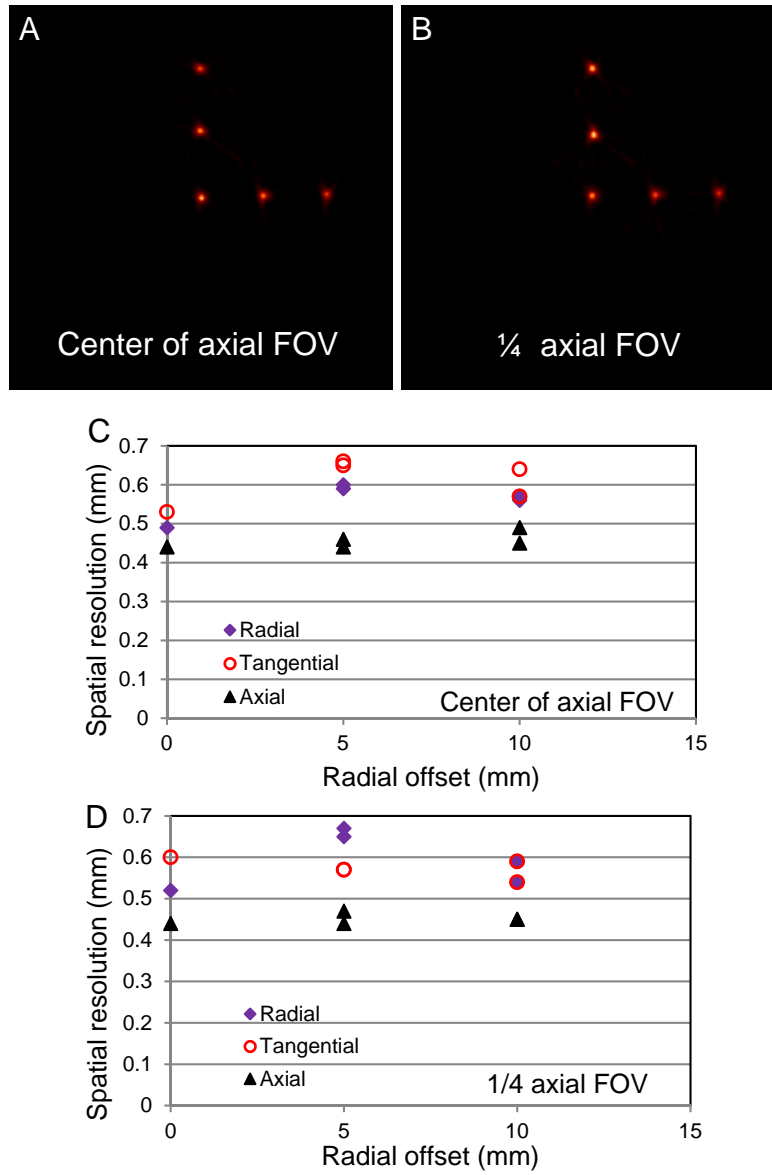 A
Center of axial FOV
B
¼ axial FOV
C
Spatial resolution (mm)
0.7
0.6
0.5
0.4
0.3
0.2
0.1
0
Radial
Tangential
Axial
Center of axial FOV
0 5 10 15
Radial offset (mm)
D
Spatial resolution (mm)
0.7
0.6
0.5
0.4
0.3
0.2
0.1
0
Radial
Tangential
Axial
1/4 axial FOV
0 5 10 15
Radial offset (mm)